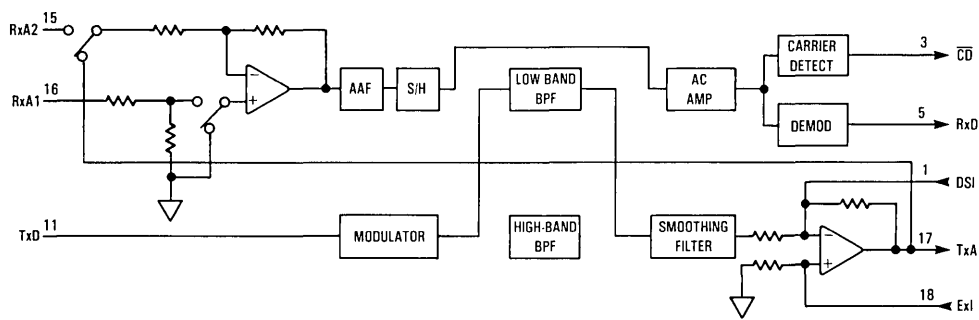 RxA2 15
RxA1 16
TxD 11
AAF
S/H
LOW BAND
BPF
AC
AMP
CARRIER
DETECT
DEMOD
3 CD
5 RxD
1 DSI
MODULATOR
HIGH-BAND
BPF
SMOOTHING
FILTER
17 TxA
18 ExI
−
+
−
+